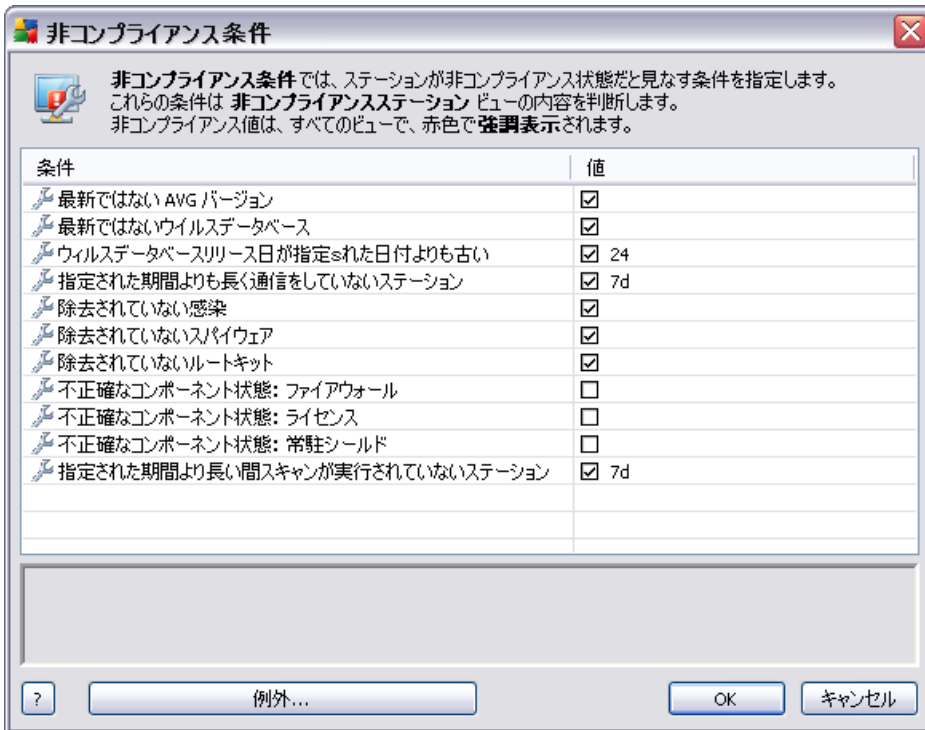 非コンプライアンス条件
非コンプライアンス条件では、ステーションが非コンプライアンス状態だと見なす条件を指定します。
これらの条件は 非コンプライアンスステーション ビューの内容を判断します。
非コンプライアンス値は、すべてのビューで、赤色で強調表示されます。
条件 値
最新ではない AVG バージョン
最新ではないウイルスデータベース
ウィルスデータベースリリース日が指定sれた日付よりも古い 24
指定された期間よりも長く通信をしていないステーション 7d
除去されていない感染
除去されていないスパイウェア
除去されていないルートキット
不正確なコンポーネント状態: ファイアウォール
不正確なコンポーネント状態: ライセンス
不正確なコンポーネント状態: 常駐シールド
指定された期間より長い間スキャンが実行されていないステーション 7d
? 例外... OK キャンセル